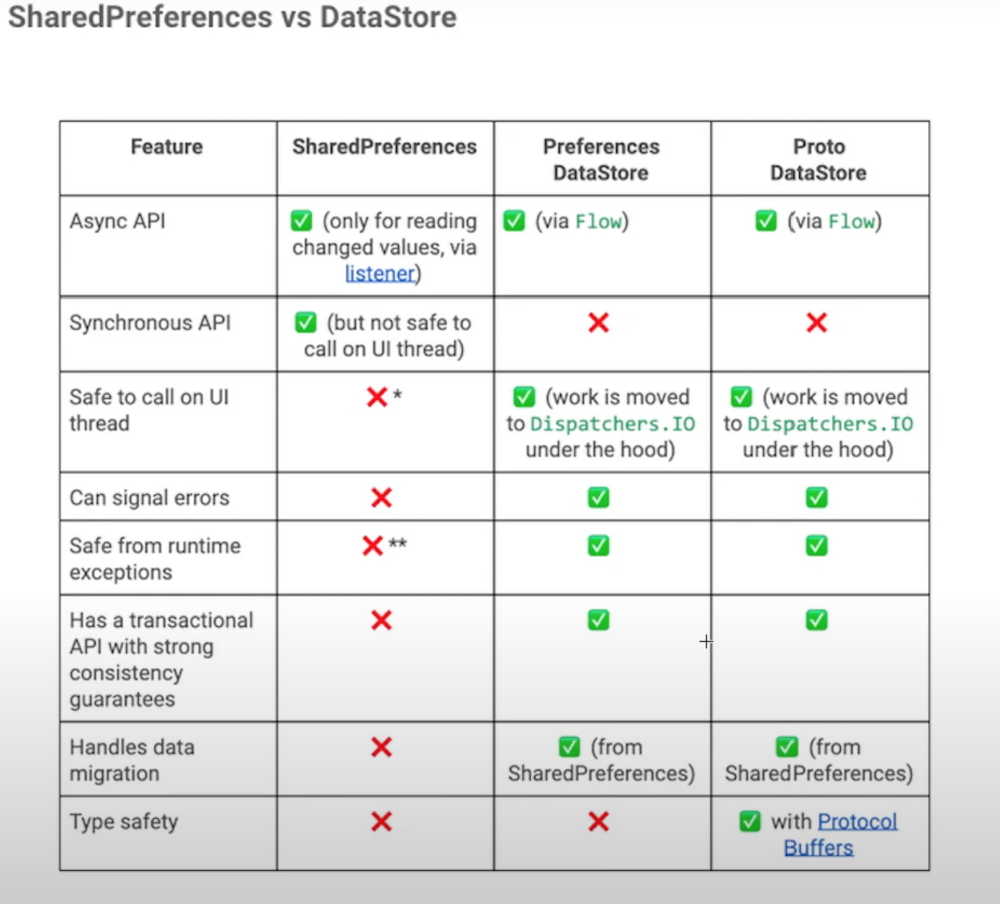 SharedPreferences vs DataStore
Feature
SharedPreferences
Preferences
DataStore
Proto
DataStore
Async API
✅ (only for reading
changed values, via
listener)
✅ (via Flow)
✅ (via Flow)
Synchronous API
✅ (but not safe to
call on UI thread)
❌
❌
Safe to call on UI
thread
❌*
✅ (work is moved
to Dispatchers.IO
under the hood)
✅ (work is moved
to Dispatchers.IO
under the hood)
Can signal errors
❌
✅
✅
Safe from runtime
exceptions
❌**
✅
✅
Has a transactional
API with strong
consistency
guarantees
❌
✅
✅
Handles data
migration
❌
✅ (from
SharedPreferences)
✅ (from
SharedPreferences)
Type safety
❌
❌
✅ with Protocol
Buffers